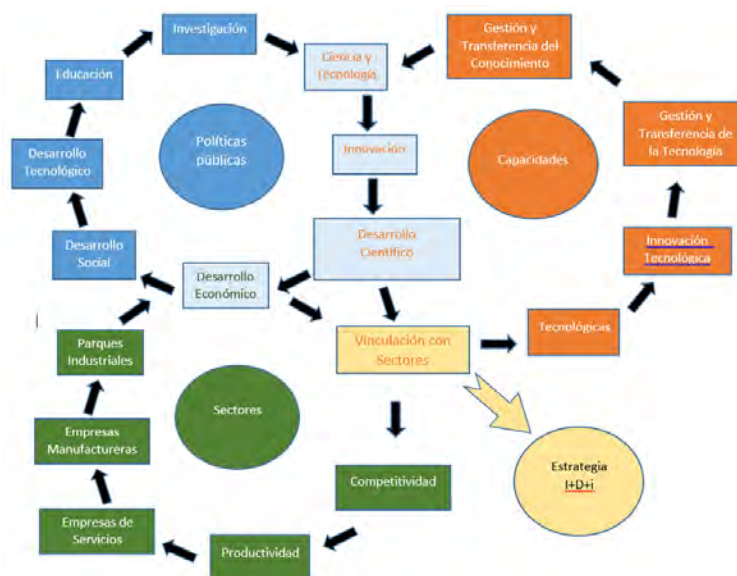 Investigación
Ciencia y
Tecnología
Gestión y
Transferencia del
Conocimiento
Educación
Políticas
públicas
Innovación
Capacidades
Gestión y
Transferencia de
la Tecnología
Desarrollo
Tecnológico
Desarrollo
Social
Desarrollo
Económico
Desarrollo
Científico
Innovación
Tecnológica
Parques
Industriales
Vinculación con
Sectores
Tecnológicas
Sectores
Empresas
Manufactureras
Competitividad
Estrategia
I+D+i
Empresas de
Servicios
Productividad